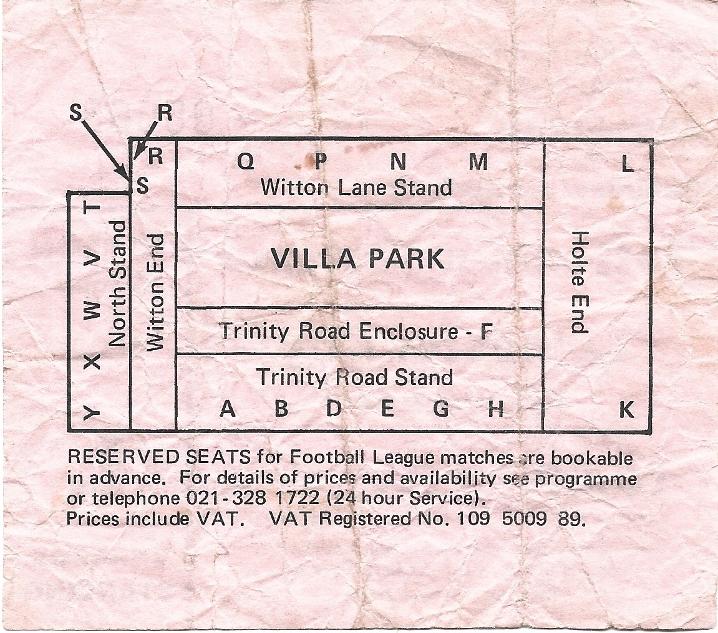 S R
R
S
Q P N M
Witton Lane Stand
L
T
V
W
X
Y
North Stand
Witton End
VILLA PARK
Holte End
Trinity Road Enclosure - F
Trinity Road Stand
A B D E G H
K
RESERVED SEATS for Football League matches are bookable
in advance. For details of prices and availability see programme
or telephone 021-328 1722 (24 hour Service).
Prices include VAT. VAT Registered No. 109 5009 89.